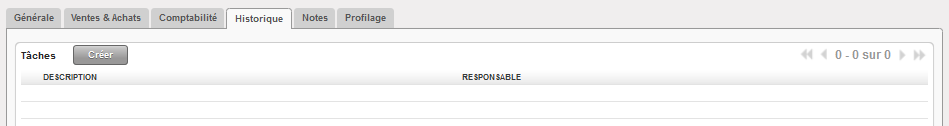 Générale Ventes & Achats Comptabilité Historique Notes Profilage
Tâches Créer 0 - 0 sur 0
DESCRIPTION RESPONSABLE